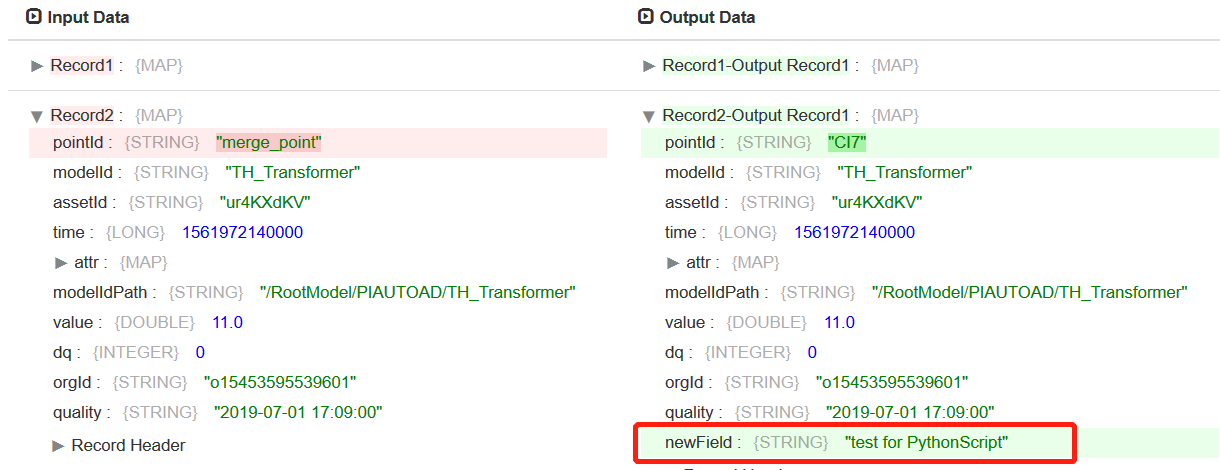 Input Data
Record1 : {MAP}
Record2 : {MAP}
pointId : {STRING} "merge_point"
modelId : {STRING} "TH_Transformer"
assetId : {STRING} "ur4KXdKV"
time : {LONG} 1561972140000
attr : {MAP}
modelIdPath : {STRING} "/RootModel/PIAUTOAD/TH_Transformer"
value : {DOUBLE} 11.0
dq : {INTEGER} 0
orgId : {STRING} "o15453595539601"
quality : {STRING} "2019-07-01 17:09:00"
Record Header
Output Data
Record1-Output Record1 : {MAP}
Record2-Output Record1 : {MAP}
pointId : {STRING} "CI7"
modelId : {STRING} "TH_Transformer"
assetId : {STRING} "ur4KXdKV"
time : {LONG} 1561972140000
attr : {MAP}
modelIdPath : {STRING} "/RootModel/PIAUTOAD/TH_Transformer"
value : {DOUBLE} 11.0
dq : {INTEGER} 0
orgId : {STRING} "o15453595539601"
quality : {STRING} "2019-07-01 17:09:00"
newField : {STRING} "test for PythonScript"